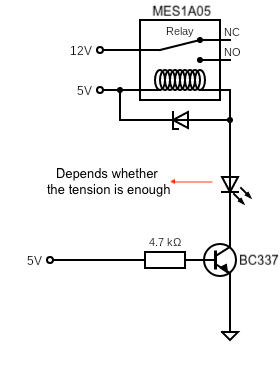 MES1A05
Relay
NC
12V
NO
5V
Depends whether
the tension is enough
4.7 kΩ
5V
BC337